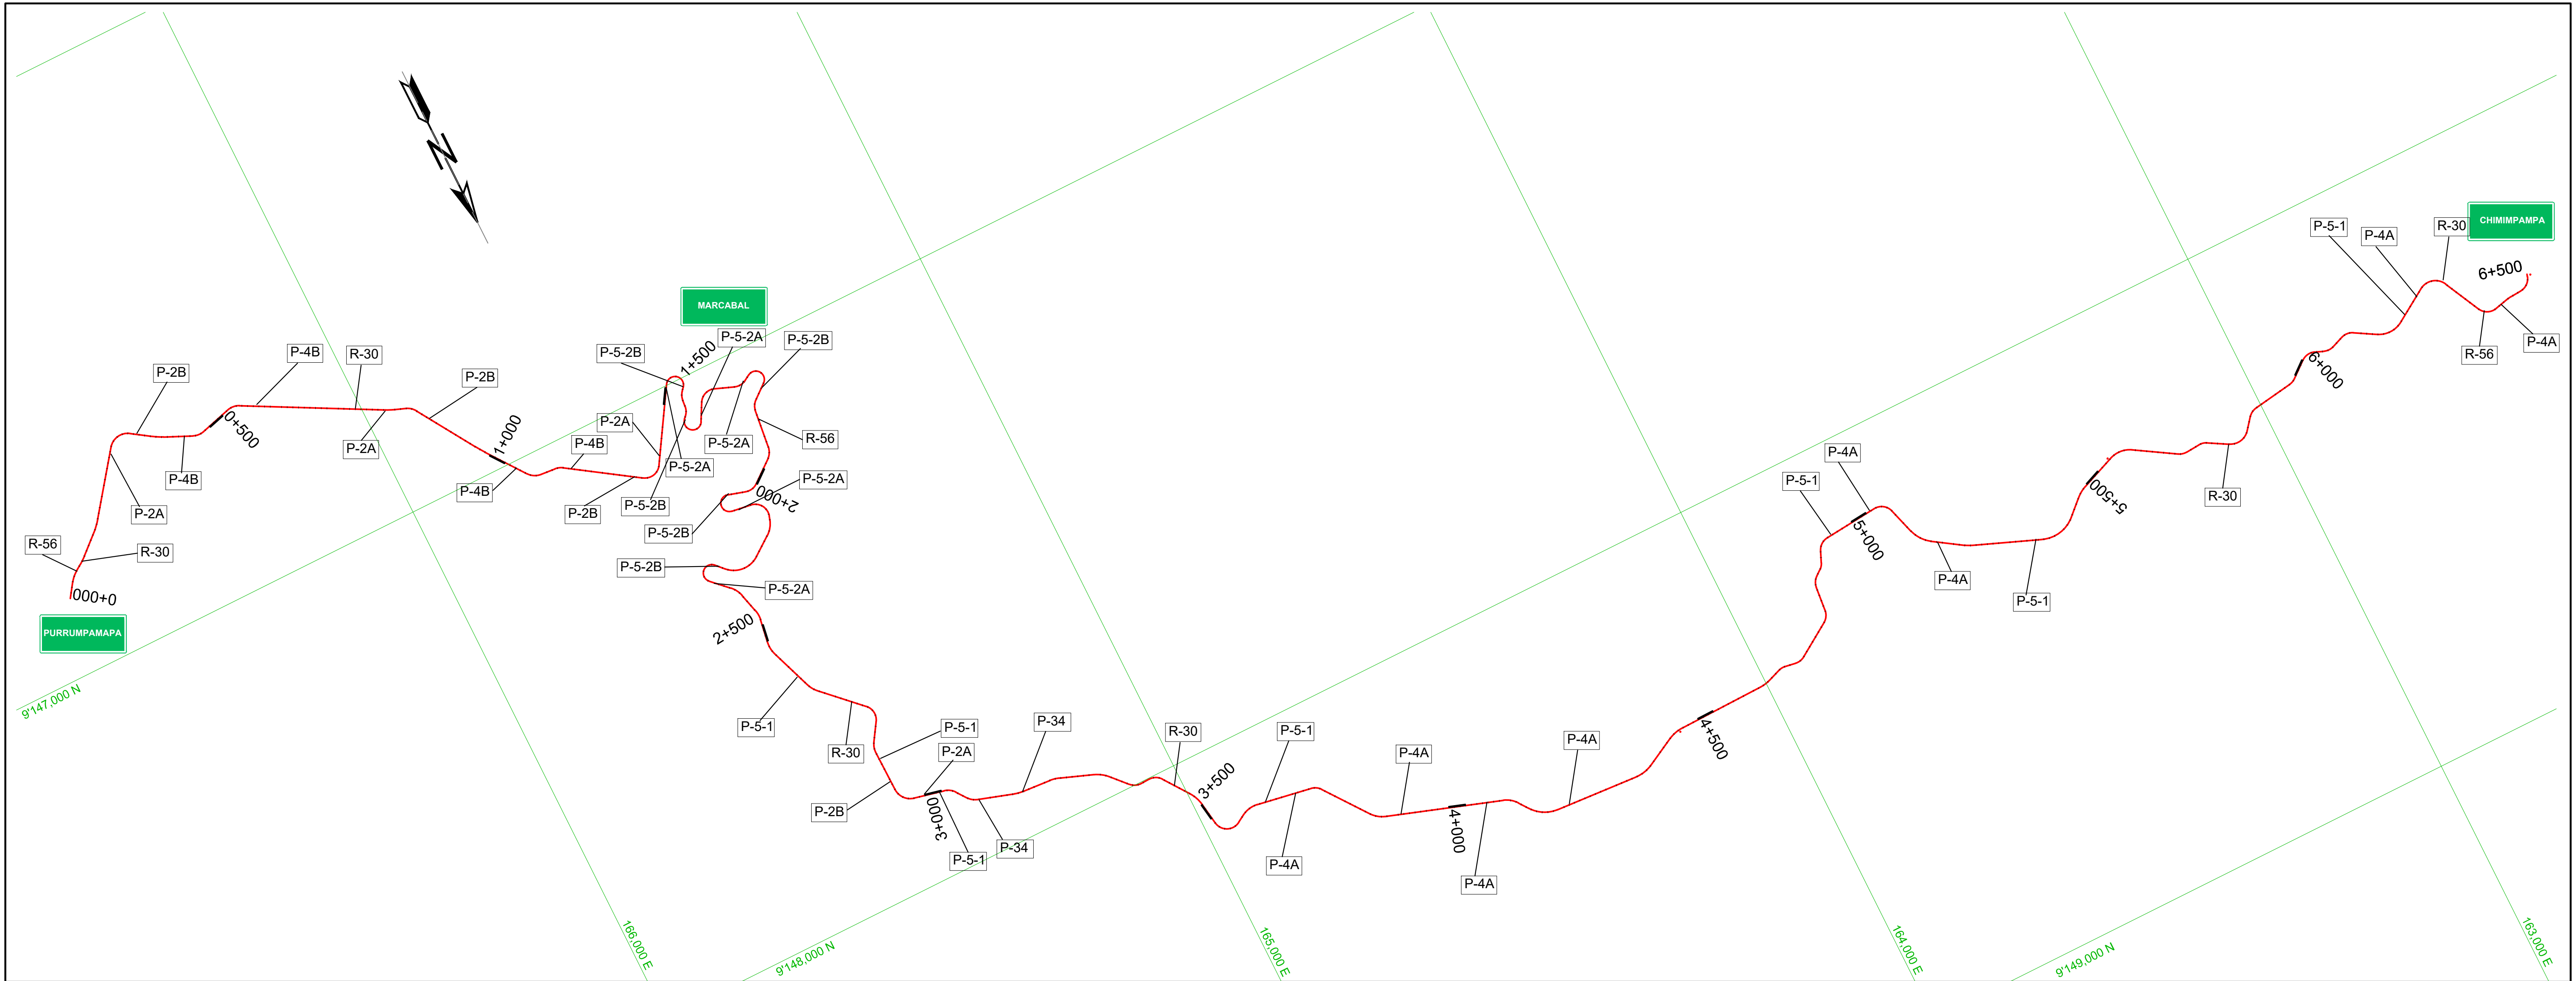 R-56
000+0
PURRUMPAMAPA
R-30
P-2A
P-2B
P-4B
0+500
P-4B
R-30
P-2A
P-2B
1+000
P-4B
P-4B
P-2B
P-2A
P-5-2A
P-5-2B
MARCABAL
1+500
P-5-2B
P-5-2A
P-5-2A
P-5-2B
R-56
2+000
P-5-2B
P-5-2A
P-5-2B
P-5-2A
2+500
P-5-1
R-30
P-5-1
P-2B
P-2A
3+000
P-5-1
P-34
P-34
R-30
3+500
P-5-1
P-4A
P-4A
4+000
P-4A
P-4A
4+500
P-5-1
P-4A
5+000
P-4A
P-5-1
5+500
R-30
6+000
P-5-1
P-4A
R-30
R-56
P-4A
6+500
CHIMIMPAMPA
N
9'147,000 N
9'148,000 N
9'149,000 N
166,000 E
165,000 E
164,000 E
163,000 E